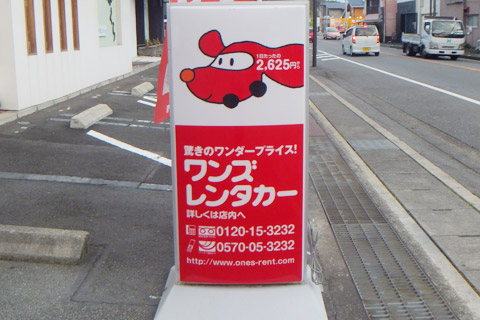 1日たったの
2,625円から
驚きのワンダープライス!
ワンズ
レンタカー
詳しくは店内へ
0120-15-3232
0570-05-3232
http://www.ones-rent.com